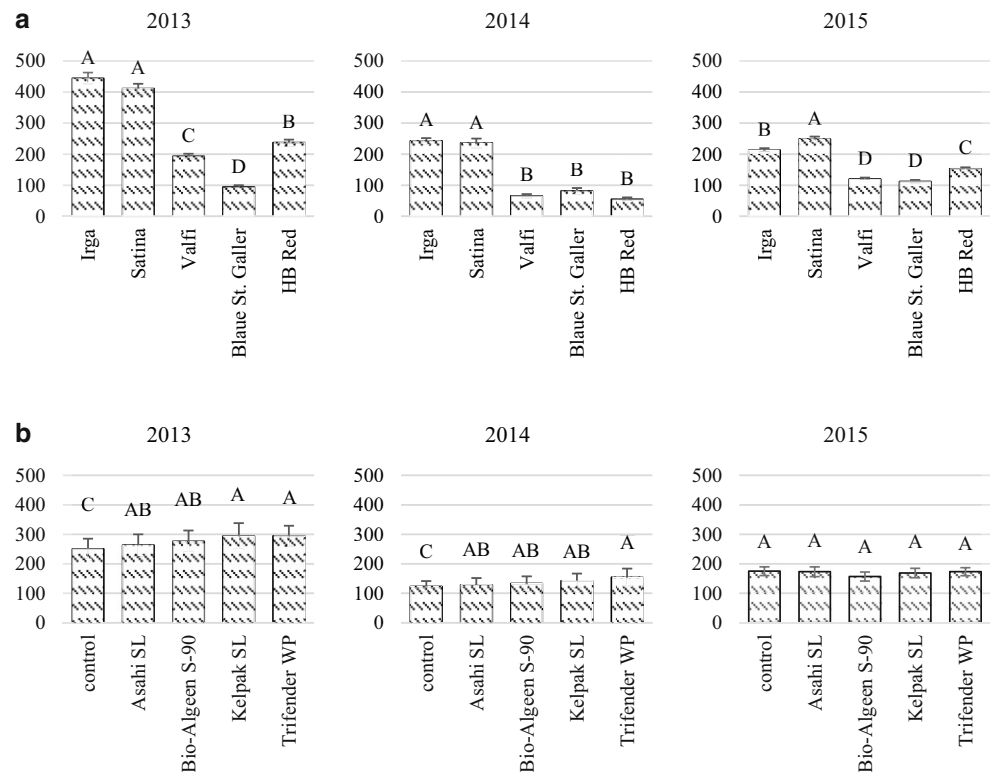 a
2013
2014
2015
500
400
300
200
100
0
A
A
C
D
B
Irga
Satina
Valfi
Blaue St. Galler
HB Red
500
400
300
200
100
0
A
A
B
B
B
Irga
Satina
Valfi
Blaue St. Galler
HB Red
500
400
300
200
100
0
B
A
D
D
C
Irga
Satina
Valfi
Blaue St. Galler
HB Red
b
2013
2014
2015
500
400
300
200
100
0
C
AB
AB
A
A
control
Asahi SL
Bio-Algeen S-90
Kelpak SL
Trifender WP
500
400
300
200
100
0
C
AB
AB
AB
A
control
Asahi SL
Bio-Algeen S-90
Kelpak SL
Trifender WP
500
400
300
200
100
0
A
A
A
A
A
control
Asahi SL
Bio-Algeen S-90
Kelpak SL
Trifender WP